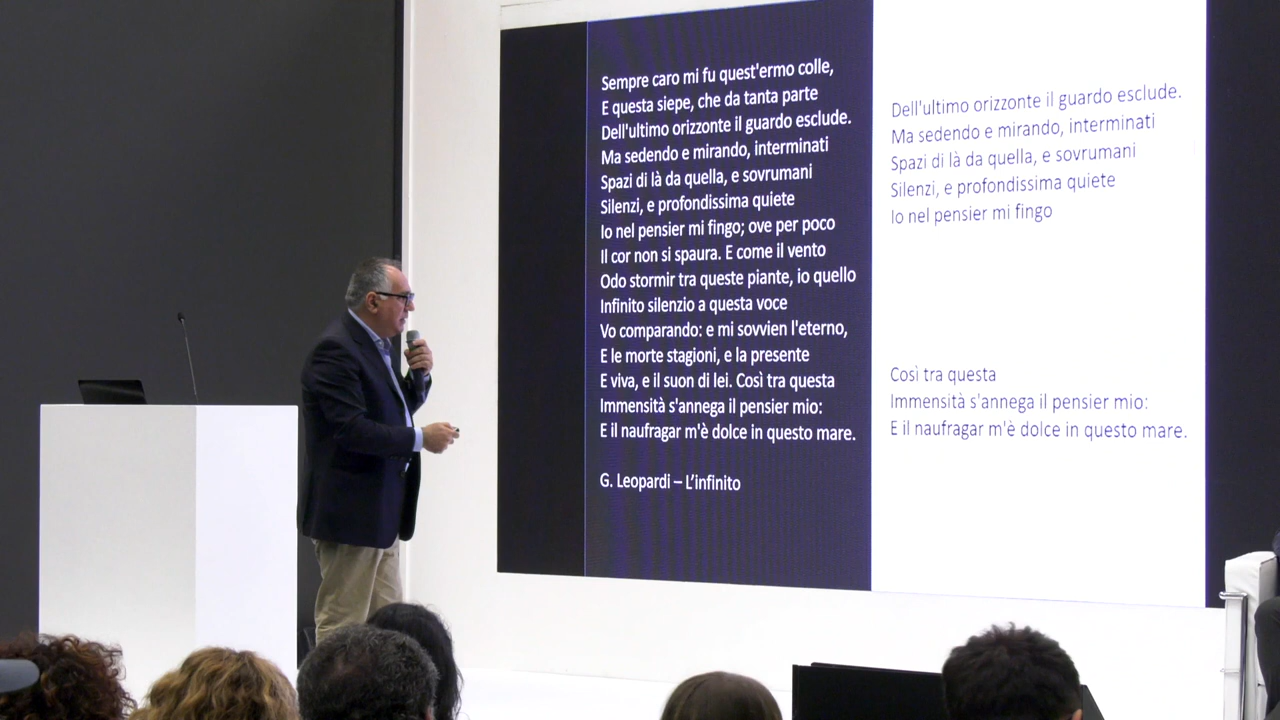 Sempre caro mi fu quest'ermo colle,
E questa siepe, che da tanta parte
Dell'ultimo orizzonte il guardo esclude.
Ma sedendo e mirando, interminati
Spazi di là da quella, e sovrumani
Silenzi, e profondissima quiete
Io nel pensier mi fingo; ove per poco
Il cor non si spaura. E come il vento
Odo stormir tra queste piante, io quello
Infinito silenzio a questa voce
Vo comparando: e mi sovvien l'eterno,
E le morte stagioni, e la presente
E viva, e il suon di lei. Così tra questa
Immensità s'annega il pensier mio:
E il naufragar m'è dolce in questo mare.
G. Leopardi – L’infinito
Dell'ultimo orizzonte il guardo esclude.
Ma sedendo e mirando, interminati
Spazi di là da quella, e sovrumani
Silenzi, e profondissima quiete
Io nel pensier mi fingo
Così tra questa
Immensità s'annega il pensier mio:
E il naufragar m'è dolce in questo mare.